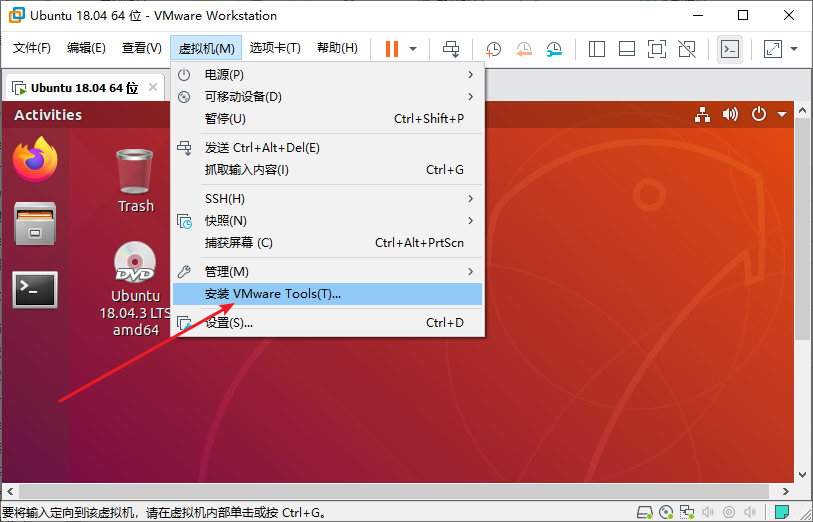 Ubuntu 18.04 64 位 - VMware Workstation
文件(F) 编辑(E) 查看(V) 虚拟机(M) 选项卡(T) 帮助(H)
Ubuntu 18.04 64 位
Activities
电源(P)
可移动设备(D)
暂停(U) Ctrl+Shift+P
发送 Ctrl+Alt+Del(E)
抓取输入内容(I) Ctrl+G
SSH(H)
快照(N)
捕获屏幕 (C) Ctrl+Alt+PrtScn
管理(M)
安装 VMware Tools(T)...
设置(S)... Ctrl+D
Trash
DVD
Ubuntu
18.04.3 LTS
amd64
要将输入定向到该虚拟机，请在虚拟机内部单击或按 Ctrl+G。